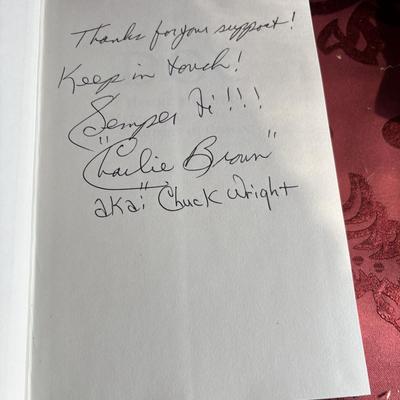 Thanks for your support!
Keep in touch!
Semper Fi!!!
"Charlie Brown"
aka: "Chuck Wright